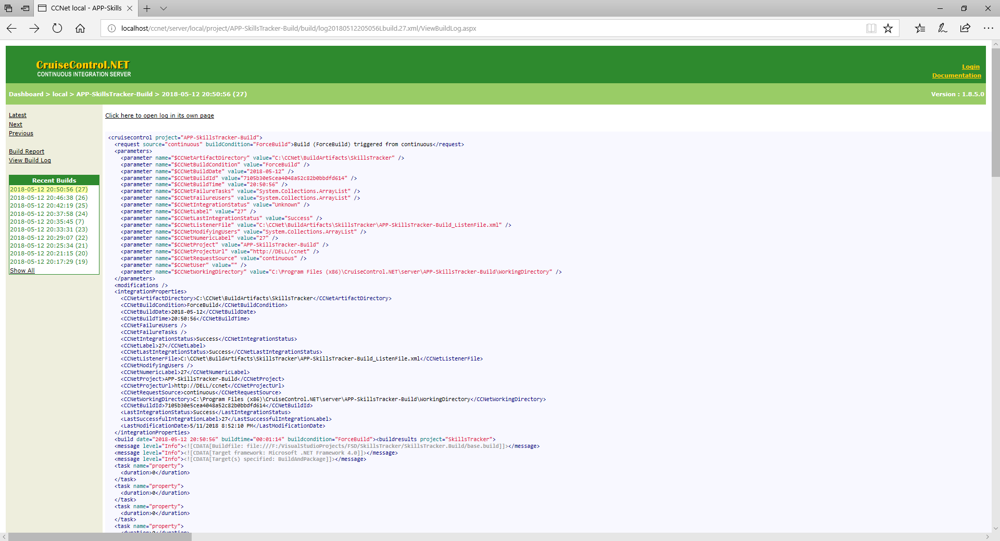 CCNet local - APP-Skills
localhost/ccnet/server/local/project/APP-SkillsTracker-Build/build/log20180512205056Lbuild.27.xml/ViewBuildLog.aspx
CruiseControl.NET
CONTINUOUS INTEGRATION SERVER
Login
Documentation
Dashboard > local > APP-SkillsTracker-Build > 2018-05-12 20:50:56 (27)
Version : 1.8.5.0
Latest
Next
Previous
Build Report
View Build Log
Recent Builds
2018-05-12 20:50:56 (27)
2018-05-12 20:46:38 (26)
2018-05-12 20:42:19 (25)
2018-05-12 20:37:58 (24)
2018-05-12 20:35:45 (7)
2018-05-12 20:33:31 (23)
2018-05-12 20:29:07 (22)
2018-05-12 20:25:34 (21)
2018-05-12 20:21:15 (20)
2018-05-12 20:17:29 (19)
Show All
Click here to open log in its own page
<cruisecontrol project="APP-SkillsTracker-Build">
<request source="continuous" buildCondition="ForceBuild">Build (ForceBuild) triggered from continuous</request>
<parameters>
<parameter name="$CCNetArtifactDirectory" value="C:\CCNet\BuildArtifacts\SkillsTracker" />
<parameter name="$CCNetBuildCondition" value="ForceBuild" />
<parameter name="$CCNetBuildDate" value="2018-05-12" />
<parameter name="$CCNetBuildId" value="7105b30e5cea4048a52c82b0bbdfd614" />
<parameter name="$CCNetBuildTime" value="20:50:56" />
<parameter name="$CCNetFailureTasks" value="System.Collections.ArrayList" />
<parameter name="$CCNetFailureUsers" value="System.Collections.ArrayList" />
<parameter name="$CCNetIntegrationStatus" value="Unknown" />
<parameter name="$CCNetLabel" value="27" />
<parameter name="$CCNetLastIntegrationStatus" value="Success" />
<parameter name="$CCNetListenerFile" value="C:\CCNet\BuildArtifacts\SkillsTracker\APP-SkillsTracker-Build_ListenFile.xml" />
<parameter name="$CCNetModifyingUsers" value="System.Collections.ArrayList" />
<parameter name="$CCNetNumericLabel" value="27" />
<parameter name="$CCNetProject" value="APP-SkillsTracker-Build" />
<parameter name="$CCNetProjectUrl" value="http://DELL/ccnet" />
<parameter name="$CCNetRequestSource" value="continuous" />
<parameter name="$CCNetUser" value="" />
<parameter name="$CCNetWorkingDirectory" value="C:\Program Files (x86)\CruiseControl.NET\server\APP-SkillsTracker-Build\WorkingDirectory" />
</parameters>
<modifications />
<integrationProperties>
<CCNetArtifactDirectory>C:\CCNet\BuildArtifacts\SkillsTracker</CCNetArtifactDirectory>
<CCNetBuildCondition>ForceBuild</CCNetBuildCondition>
<CCNetBuildDate>2018-05-12</CCNetBuildDate>
<CCNetBuildTime>20:50:56</CCNetBuildTime>
<CCNetFailureUsers />
<CCNetFailureTasks />
<CCNetIntegrationStatus>Success</CCNetIntegrationStatus>
<CCNetLabel>27</CCNetLabel>
<CCNetLastIntegrationStatus>Success</CCNetLastIntegrationStatus>
<CCNetListenerFile>C:\CCNet\BuildArtifacts\SkillsTracker\APP-SkillsTracker-Build_ListenFile.xml</CCNetListenerFile>
<CCNetModifyingUsers />
<CCNetNumericLabel>27</CCNetNumericLabel>
<CCNetProject>APP-SkillsTracker-Build</CCNetProject>
<CCNetProjectUrl>http://DELL/ccnet</CCNetProjectUrl>
<CCNetRequestSource>continuous</CCNetRequestSource>
<CCNetWorkingDirectory>C:\Program Files (x86)\CruiseControl.NET\server\APP-SkillsTracker-Build\WorkingDirectory</CCNetWorkingDirectory>
<CCNetBuildId>7105b30e5cea4048a52c82b0bbdfd614</CCNetBuildId>
<LastIntegrationStatus>Success</LastIntegrationStatus>
<LastSuccessfulIntegrationLabel>27</LastSuccessfulIntegrationLabel>
<LastModificationDate>5/11/2018 8:52:10 PM</LastModificationDate>
</integrationProperties>
<build date="2018-05-12 20:50:56" buildtime="00:01:14" buildcondition="ForceBuild"><buildresults project="SkillsTracker">
<message level="Info"><![CDATA[Buildfile: file:///F:/VisualStudioProjects/FSD/SkillsTracker/SkillsTracker.Build/base.build]]></message>
<message level="Info"><![CDATA[Target framework: Microsoft .NET Framework 4.0]]></message>
<message level="Info"><![CDATA[Target(s) specified: BuildAndPackage]]></message>
<task name="property">
<duration>0</duration>
</task>
<task name="property">
<duration>0</duration>
</task>
<task name="property">
<duration>0</duration>
</task>
<task name="property">
<duration>0</duration>